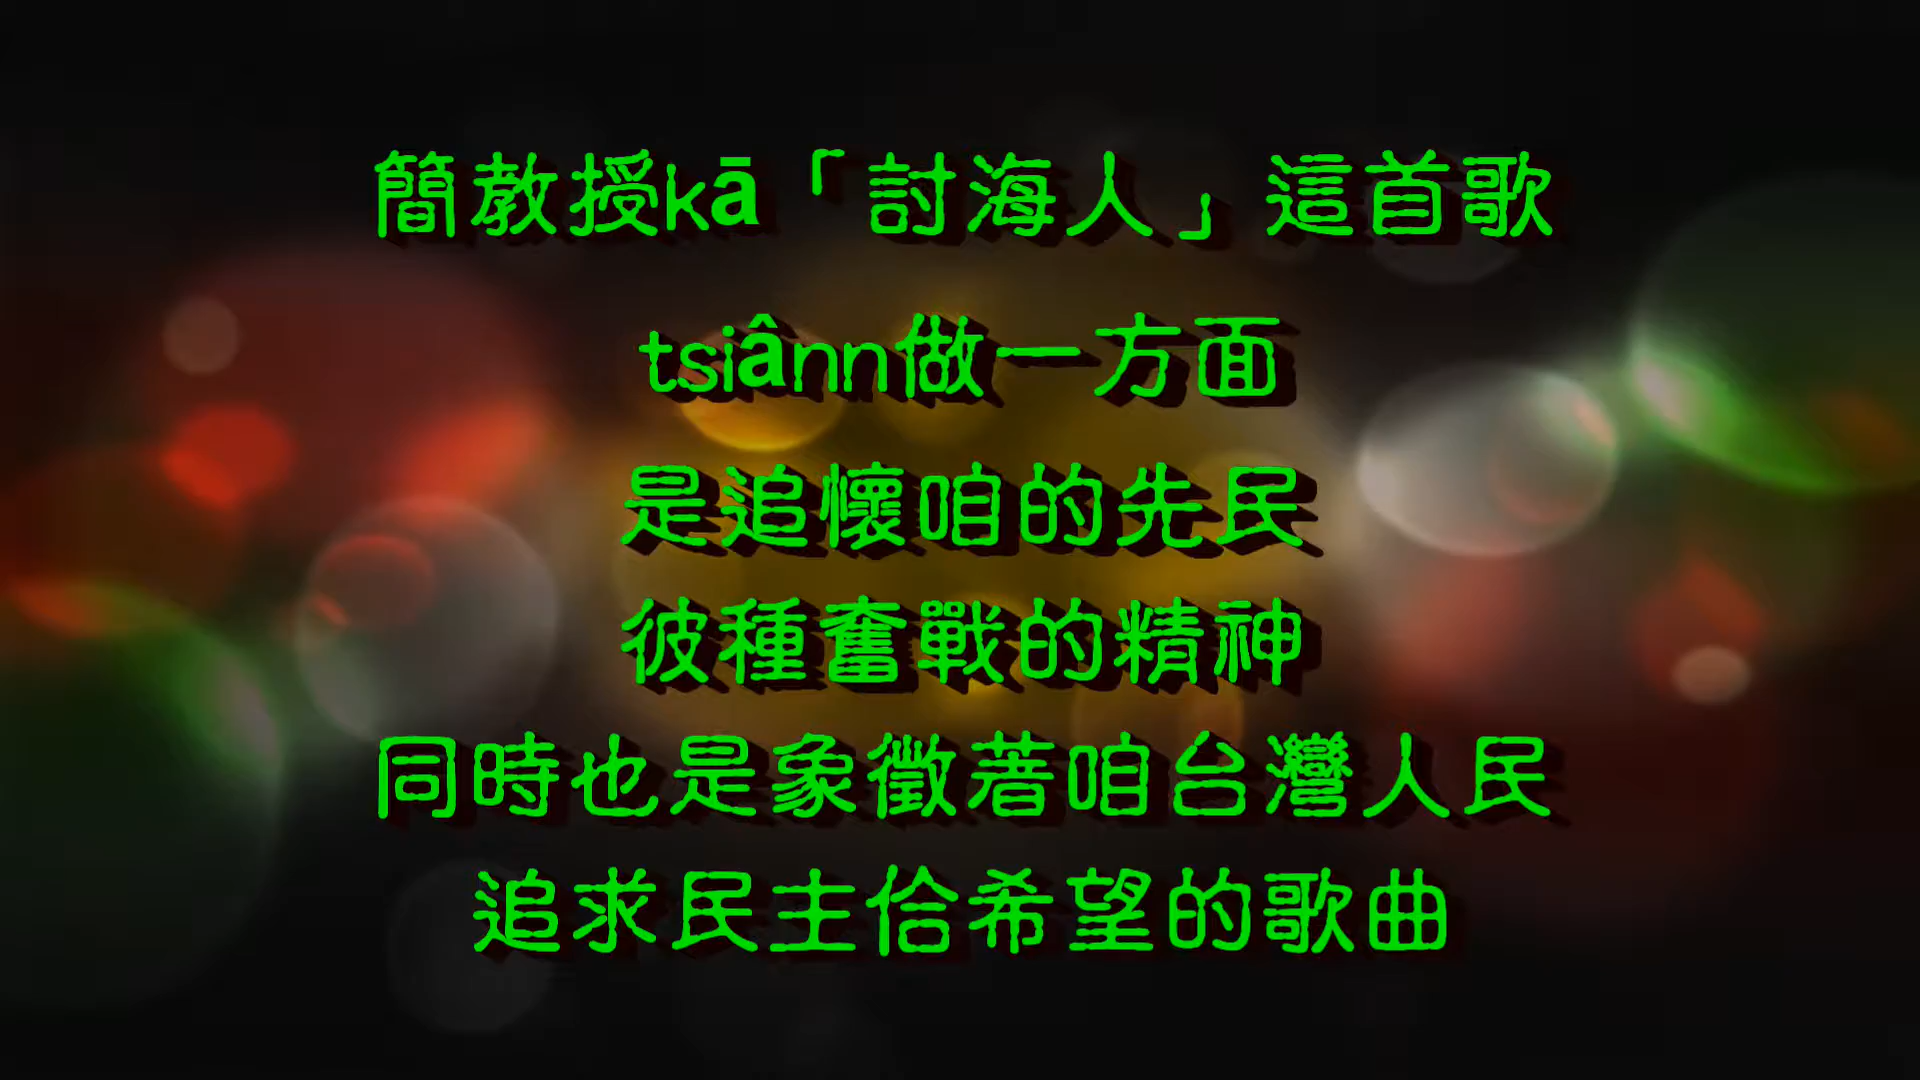 簡教授kā「討海人」這首歌
tsiânn做一方面
是追懷咱的先民
彼種奮戰的精神
同時也是象徵著咱台灣人民
追求民主佮希望的歌曲